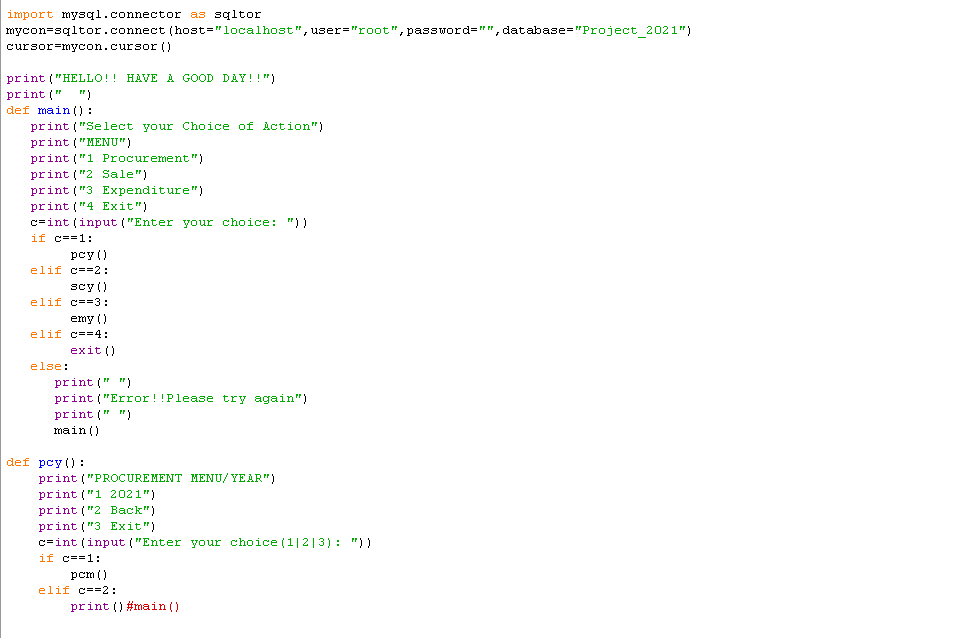 import mysql.connector as sqltor
mycon=sqltor.connect(host="localhost",user="root",password="",database="Project_2021")
cursor=mycon.cursor()

print("HELLO!! HAVE A GOOD DAY!!")
print("  ")
def main():
   print("Select your Choice of Action")
   print("MENU")
   print("1 Procurement")
   print("2 Sale")
   print("3 Expenditure")
   print("4 Exit")
   c=int(input("Enter your choice: "))
   if c==1:
        pcy()
   elif c==2:
        scy()
   elif c==3:
        emy()
   elif c==4:
        exit()
   else:
      print(" ")
      print("Error!!Please try again")
      print(" ")
      main()

def pcy():
    print("PROCUREMENT MENU/YEAR")
    print("1 2021")
    print("2 Back")
    print("3 Exit")
    c=int(input("Enter your choice(1|2|3): "))
    if c==1:
        pcm()
    elif c==2:
        print()#main()